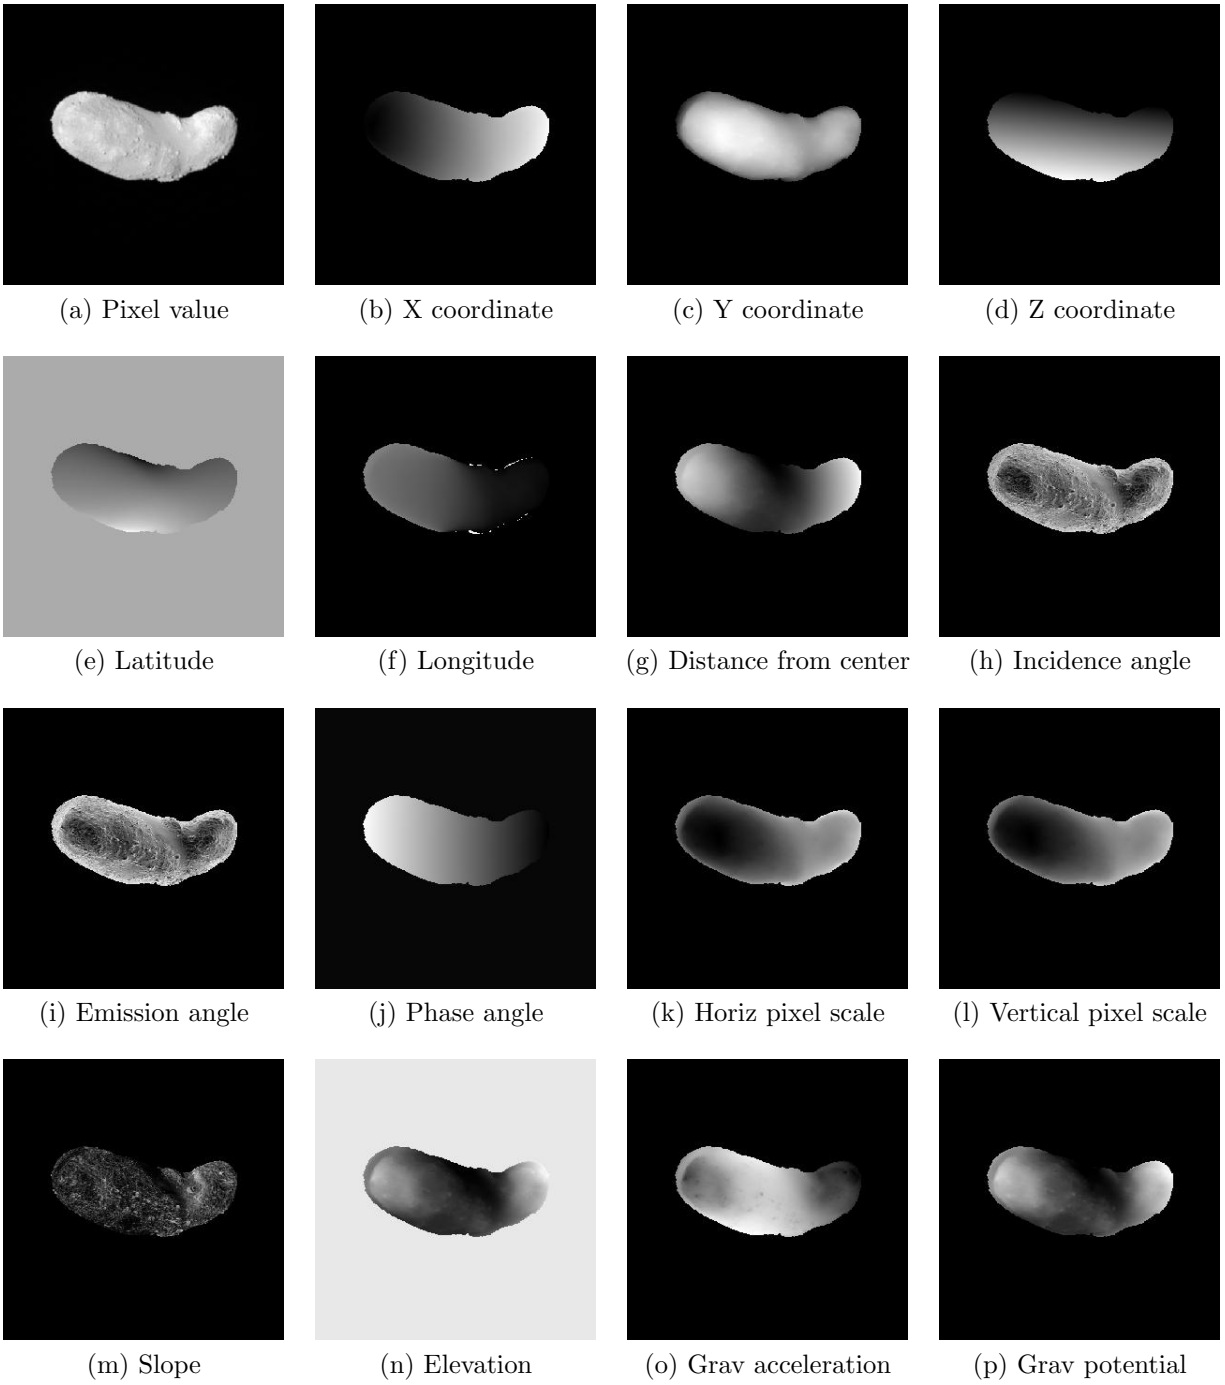 (a) Pixel value
(b) X coordinate
(c) Y coordinate
(d) Z coordinate
(e) Latitude
(f) Longitude
(g) Distance from center
(h) Incidence angle
(i) Emission angle
(j) Phase angle
(k) Horiz pixel scale
(l) Vertical pixel scale
(m) Slope
(n) Elevation
(o) Grav acceleration
(p) Grav potential